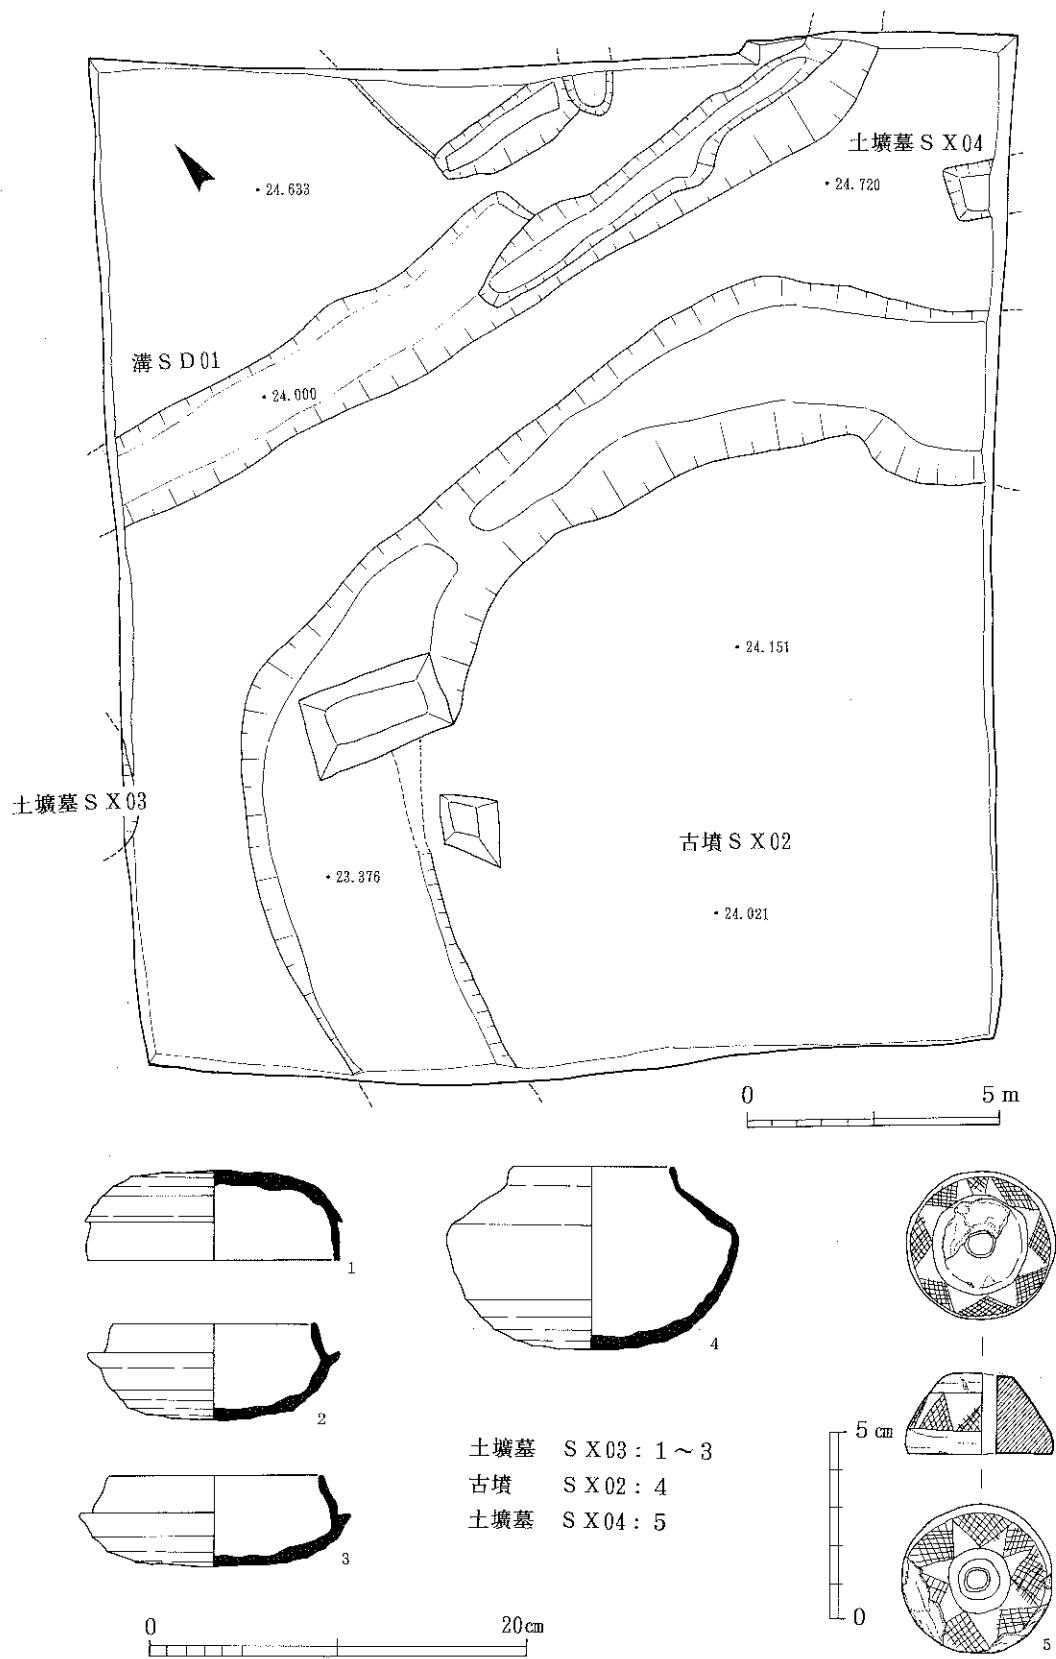 土壙墓ＳＸ04
・24.633
・24.720
溝ＳＤ01
・24.000
・24.151
土壙墓ＳＸ03
古墳ＳＸ02
・23.376
・24.021
0 5 m
1
4
2
5 cm
土壙墓 ＳＸ03：1～3
古墳 ＳＸ02：4
土壙墓 ＳＸ04：5
3
0
0 20cm
5